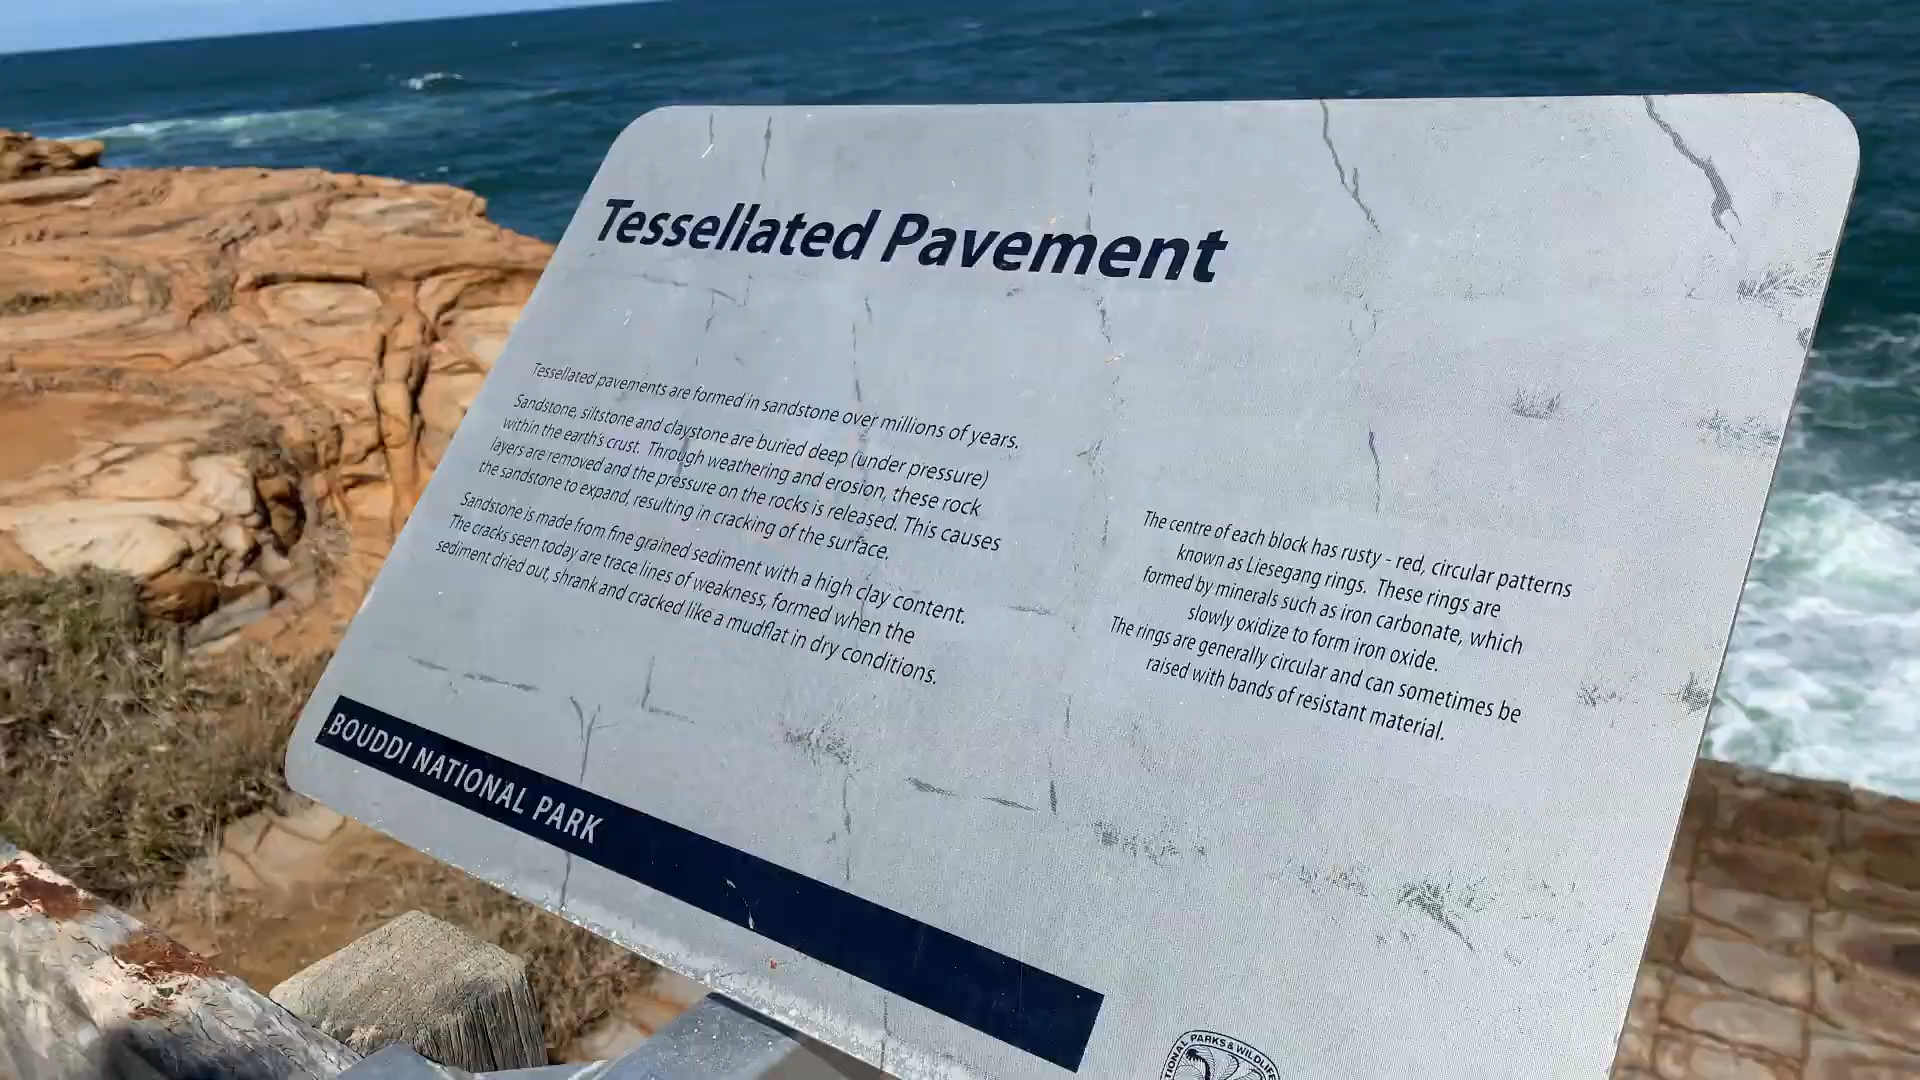 Tessellated Pavement
Tessellated pavements are formed in sandstone over millions of years.
Sandstone, siltstone and claystone are buried deep (under pressure)
within the earth's crust. Through weathering and erosion, these rock
layers are removed and the pressure on the rocks is released. This causes
the sandstone to expand, resulting in cracking of the surface.
Sandstone is made from fine grained sediment with a high clay content.
The cracks seen today are trace lines of weakness, formed when the
sediment dried out, shrank and cracked like a mudflat in dry conditions.
The centre of each block has rusty - red, circular patterns
known as Liesegang rings. These rings are
formed by minerals such as iron carbonate, which
slowly oxidize to form iron oxide.
The rings are generally circular and can sometimes be
raised with bands of resistant material.
BOUDDI NATIONAL PARK
PARKS & WILDLIFE